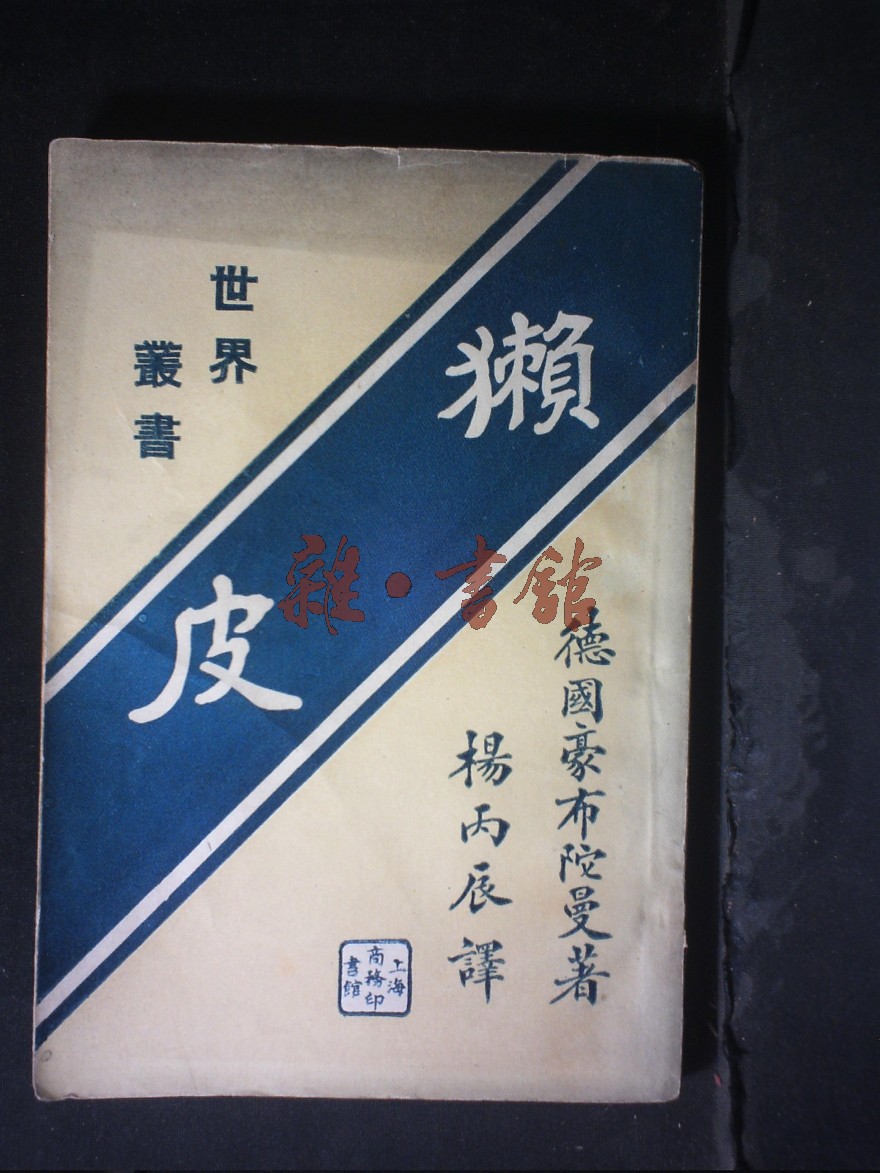 世界
叢書
獺
皮
德國豪布陀曼著
楊丙辰譯
上海
商務印
書館
雜·書館